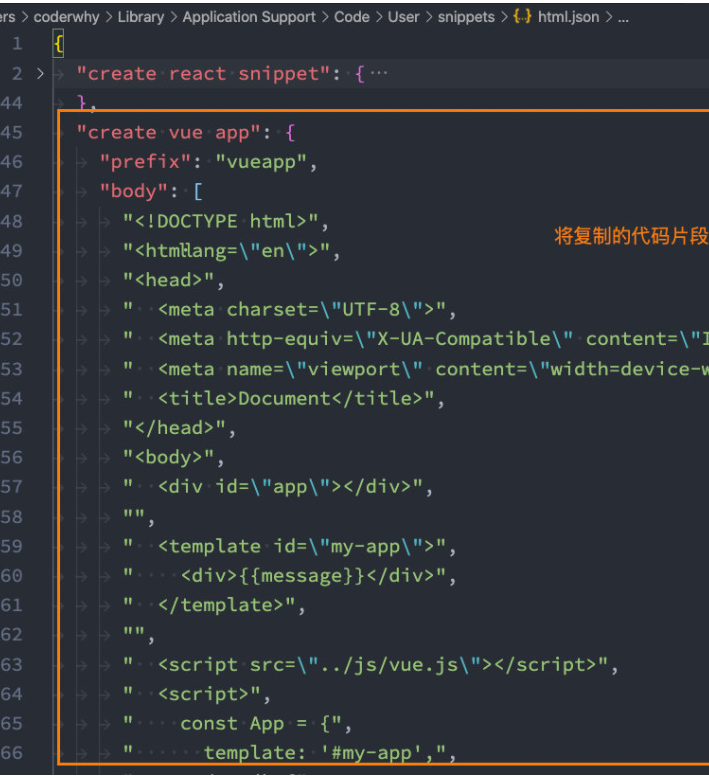 ers > coderwhy > Library > Application Support > Code > User > snippets > {..} html.json > ...
1 {
2 > "create react snippet": { ...
44 },
45 "create vue app": {
46 "prefix": "vueapp",
47 "body": [
48 "<!DOCTYPE html>",
49 "<html lang=\"en\">",
50 "<head>",
51 "  <meta charset=\"UTF-8\">",
52 "  <meta http-equiv=\"X-UA-Compatible\" content=\"I
53 "  <meta name=\"viewport\" content=\"width=device-w
54 "  <title>Document</title>",
55 "</head>",
56 "<body>",
57 "  <div id=\"app\"></div>",
58 "",
59 "  <template id=\"my-app\">",
60 "    <div>{{message}}</div>",
61 "  </template>",
62 "",
63 "  <script src=\"../js/vue.js\"></script>",
64 "  <script>",
65 "    const App = {",
66 "      template: '#my-app',",
将复制的代码片段